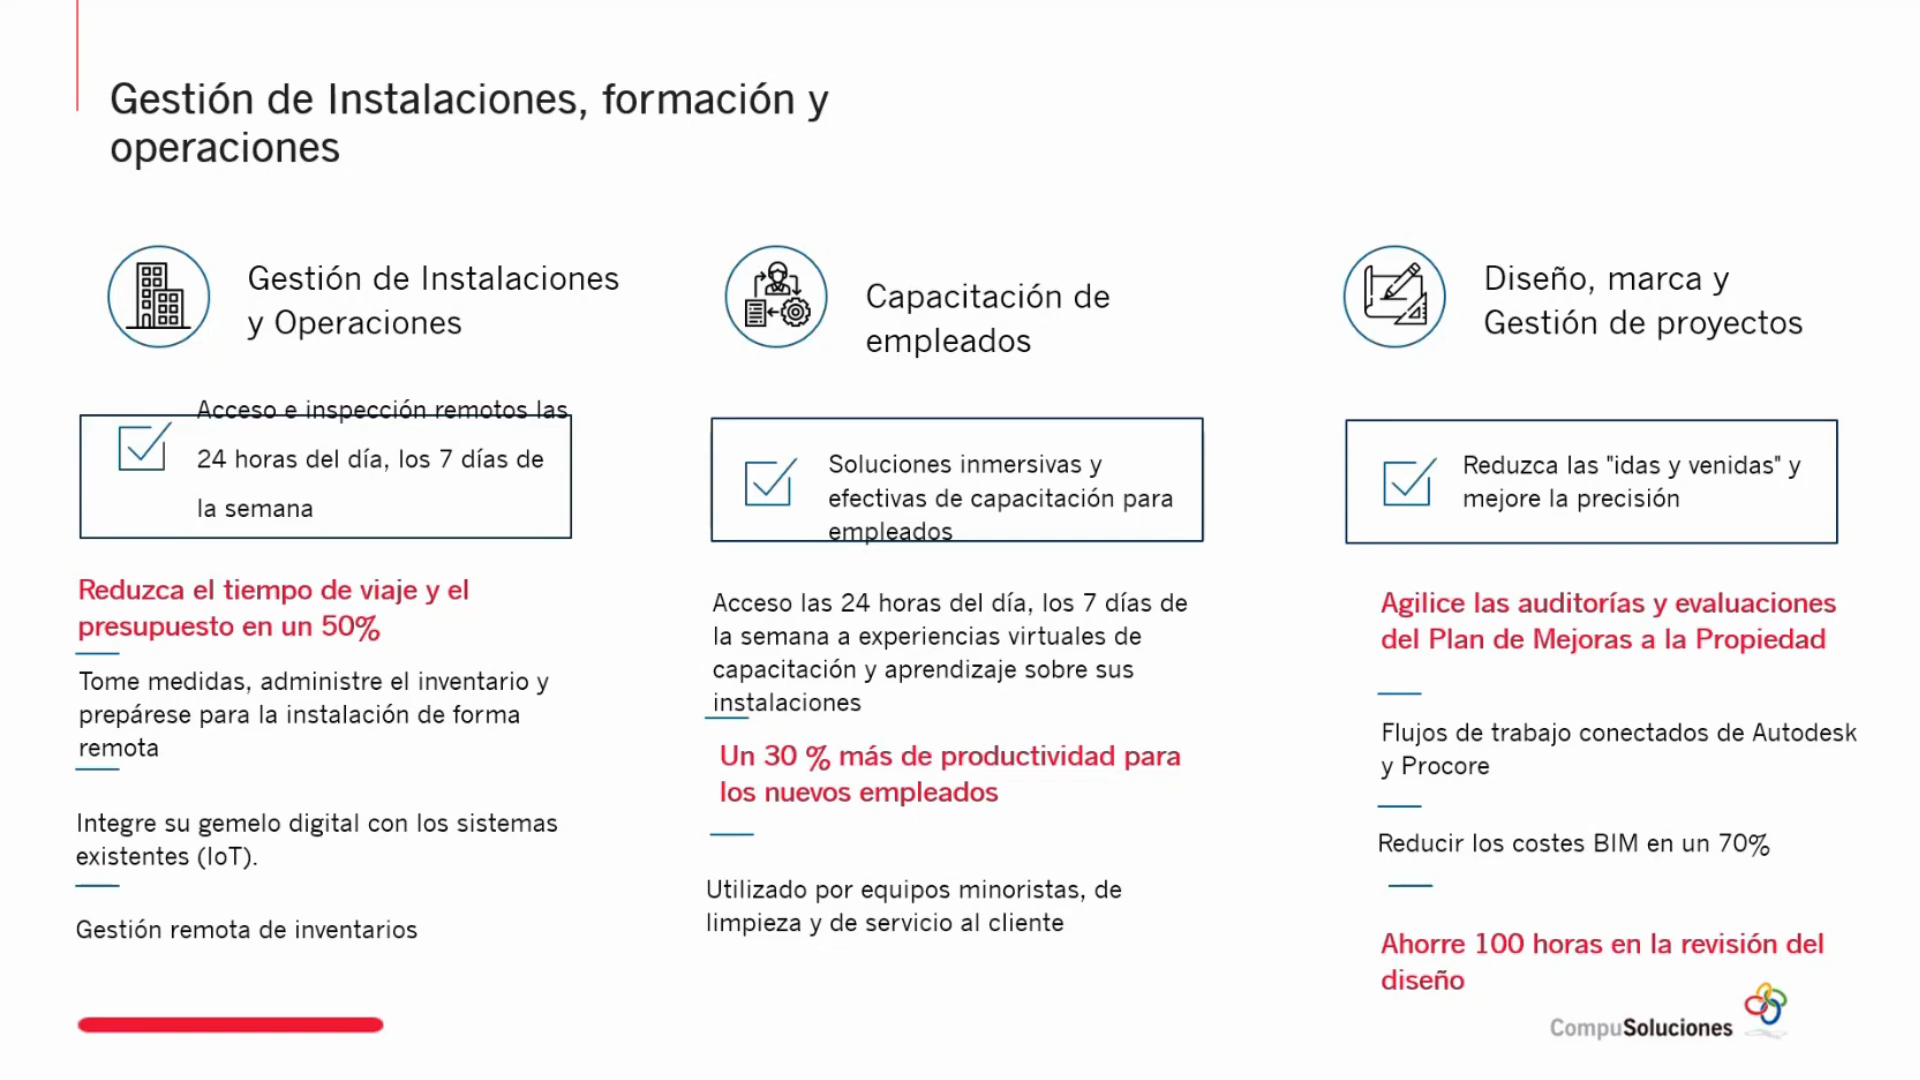 Gestión de Instalaciones, formación y
operaciones
Gestión de Instalaciones
y Operaciones
Acceso e inspección remotos las
24 horas del día, los 7 días de
la semana
Reduzca el tiempo de viaje y el
presupuesto en un 50%
Tome medidas, administre el inventario y
prepárese para la instalación de forma
remota
Integre su gemelo digital con los sistemas
existentes (IoT).
Gestión remota de inventarios
Capacitación de
empleados
Soluciones inmersivas y
efectivas de capacitación para
empleados
Acceso las 24 horas del día, los 7 días de
la semana a experiencias virtuales de
capacitación y aprendizaje sobre sus
instalaciones
Un 30 % más de productividad para
los nuevos empleados
Utilizado por equipos minoristas, de
limpieza y de servicio al cliente
Diseño, marca y
Gestión de proyectos
Reduzca las "idas y venidas" y
mejore la precisión
Agilice las auditorías y evaluaciones
del Plan de Mejoras a la Propiedad
Flujos de trabajo conectados de Autodesk
y Procore
Reducir los costes BIM en un 70%
Ahorre 100 horas en la revisión del
diseño
CompuSoluciones